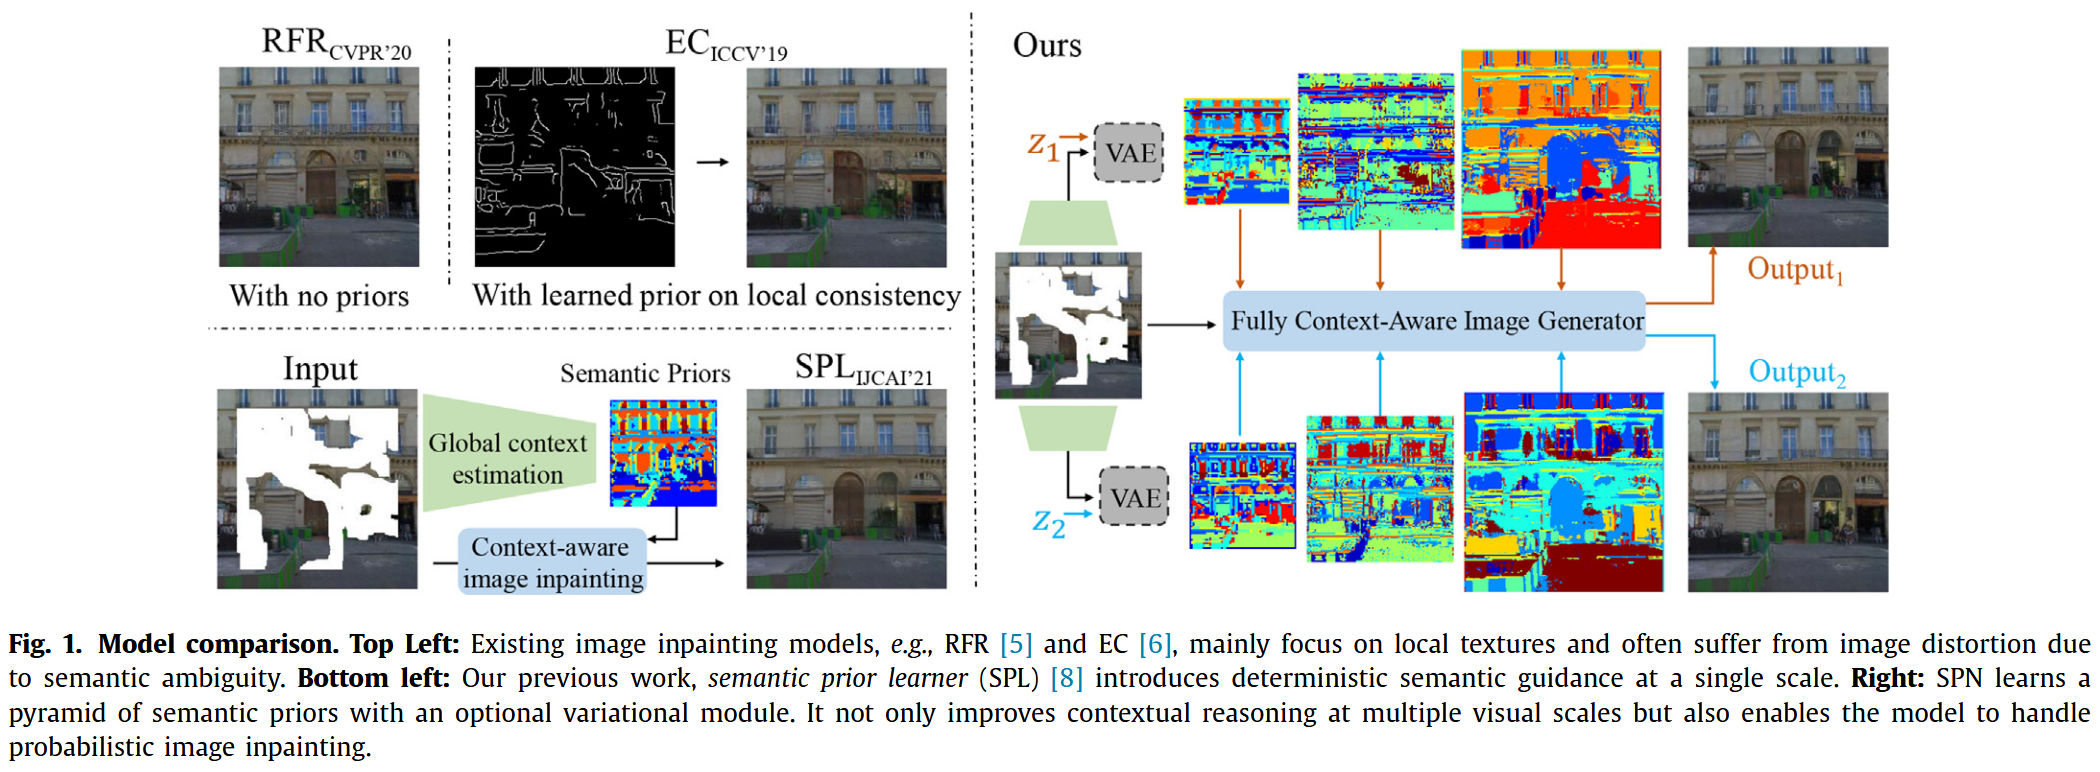 RFR CVPR'20
EC ICCV'19
With no priors
With learned prior on local consistency
Input
Global context
estimation
Semantic Priors
SPL IJCAI'21
Context-aware
image inpainting
Ours
z1
VAE
Fully Context-Aware Image Generator
Output1
z2
VAE
Output2
Fig. 1. Model comparison. Top Left: Existing image inpainting models, e.g., RFR [5] and EC [6], mainly focus on local textures and often suffer from image distortion due
to semantic ambiguity. Bottom left: Our previous work, semantic prior learner (SPL) [8] introduces deterministic semantic guidance at a single scale. Right: SPN learns a
pyramid of semantic priors with an optional variational module. It not only improves contextual reasoning at multiple visual scales but also enables the model to handle
probabilistic image inpainting.